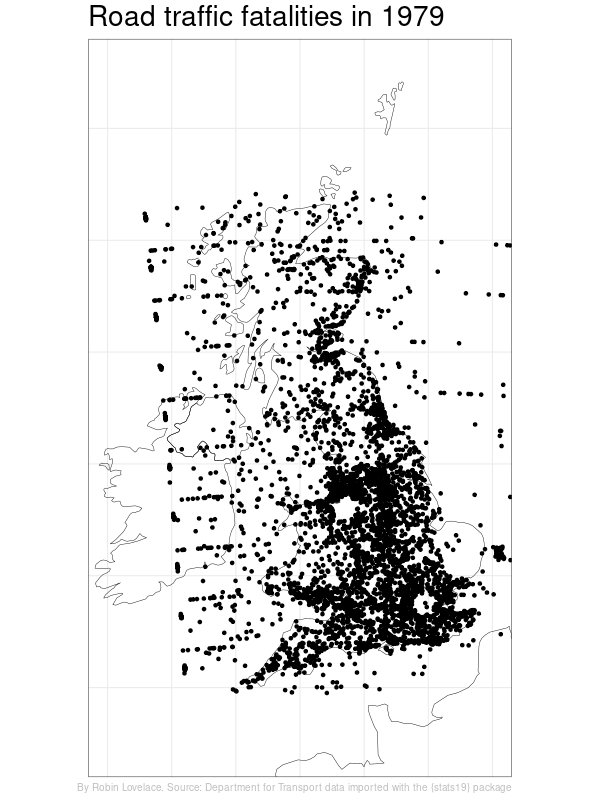 Road traffic fatalities in 1979
By Robin Lovelace. Source: Department for Transport data imported with the {stats19} package